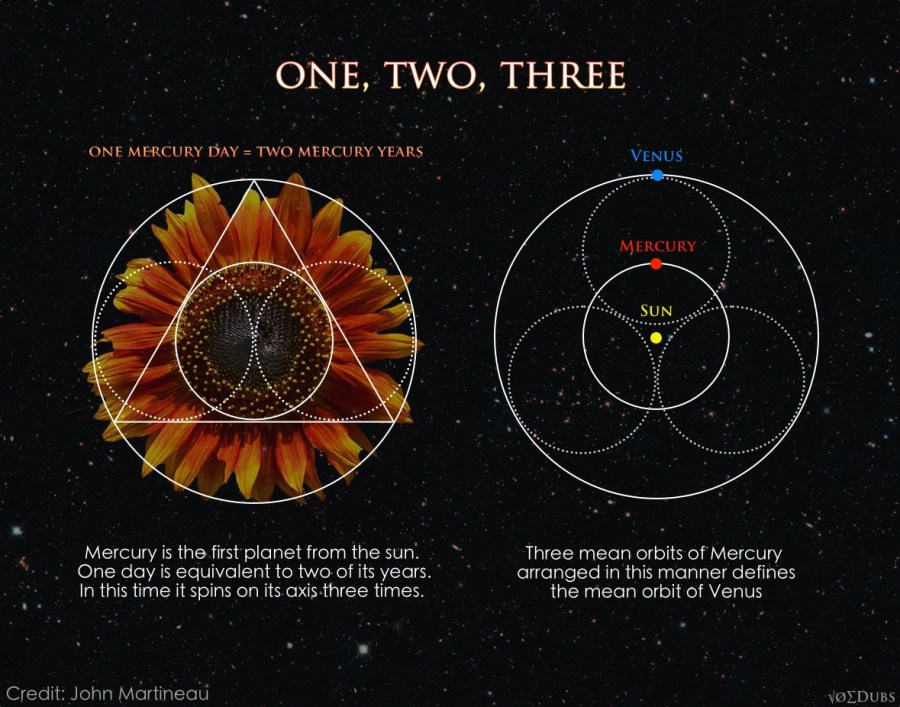 ONE, TWO, THREE
ONE MERCURY DAY = TWO MERCURY YEARS
VENUS
MERCURY
SUN
Mercury is the first planet from the sun.
One day is equivalent to two of its years.
In this time it spins on its axis three times.
Three mean orbits of Mercury
arranged in this manner defines
the mean orbit of Venus
Credit: John Martineau
√ØΣDUBS